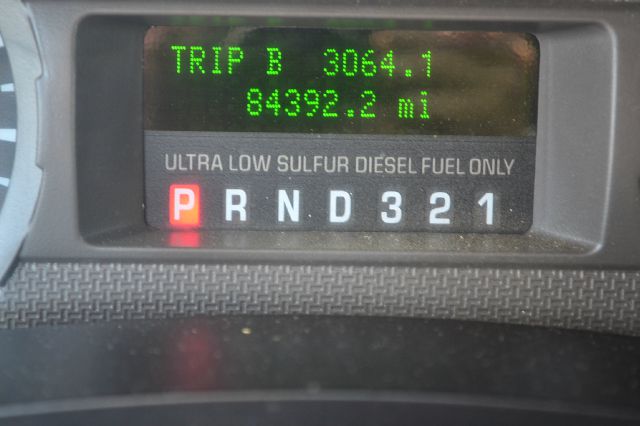 TRIP B 3064.1
84392.2 mi
ULTRA LOW SULFUR DIESEL FUEL ONLY
P R N D 3 2 1